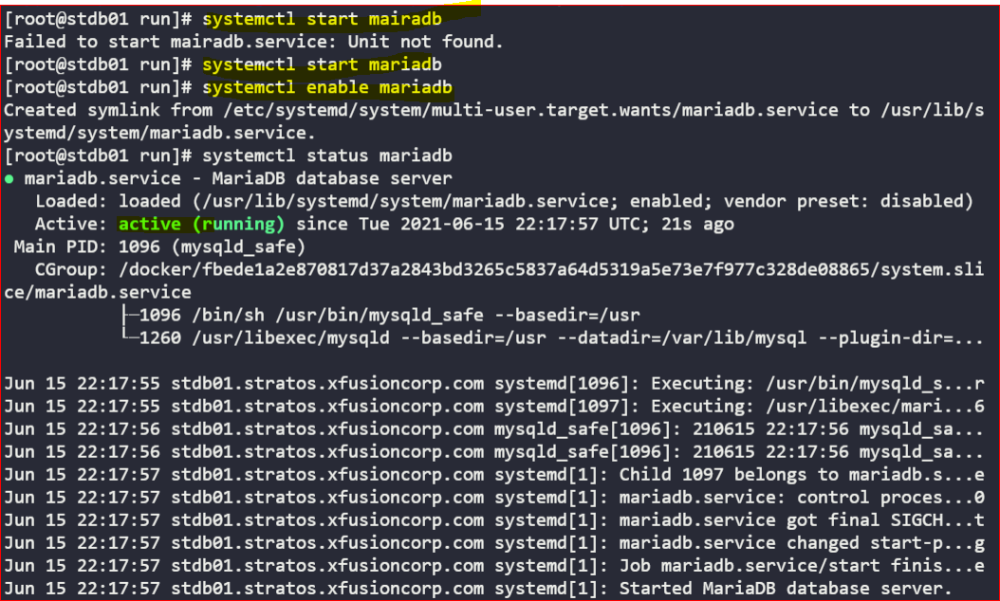 [root@stdb01 run]# systemctl start mairadb
Failed to start mairadb.service: Unit not found.
[root@stdb01 run]# systemctl start mariadb
[root@stdb01 run]# systemctl enable mariadb
Created symlink from /etc/systemd/system/multi-user.target.wants/mariadb.service to /usr/lib/s
ystemd/system/mariadb.service.
[root@stdb01 run]# systemctl status mariadb
● mariadb.service - MariaDB database server
   Loaded: loaded (/usr/lib/systemd/system/mariadb.service; enabled; vendor preset: disabled)
   Active: active (running) since Tue 2021-06-15 22:17:57 UTC; 21s ago
 Main PID: 1096 (mysqld_safe)
   CGroup: /docker/fbede1a2e870817d37a2843bd3265c5837a64d5319a5e73e7f977c328de08865/system.sli
ce/mariadb.service
           ├─1096 /bin/sh /usr/bin/mysqld_safe --basedir=/usr
           └─1260 /usr/libexec/mysqld --basedir=/usr --datadir=/var/lib/mysql --plugin-dir=...
Jun 15 22:17:55 stdb01.stratos.xfusioncorp.com systemd[1096]: Executing: /usr/bin/mysqld_s...r
Jun 15 22:17:55 stdb01.stratos.xfusioncorp.com systemd[1097]: Executing: /usr/libexec/mari...6
Jun 15 22:17:56 stdb01.stratos.xfusioncorp.com mysqld_safe[1096]: 210615 22:17:56 mysqld_sa...
Jun 15 22:17:56 stdb01.stratos.xfusioncorp.com mysqld_safe[1096]: 210615 22:17:56 mysqld_sa...
Jun 15 22:17:57 stdb01.stratos.xfusioncorp.com systemd[1]: Child 1097 belongs to mariadb.s...e
Jun 15 22:17:57 stdb01.stratos.xfusioncorp.com systemd[1]: mariadb.service: control proces...0
Jun 15 22:17:57 stdb01.stratos.xfusioncorp.com systemd[1]: mariadb.service got final SIGCH...t
Jun 15 22:17:57 stdb01.stratos.xfusioncorp.com systemd[1]: mariadb.service changed start-p...g
Jun 15 22:17:57 stdb01.stratos.xfusioncorp.com systemd[1]: Job mariadb.service/start finis...e
Jun 15 22:17:57 stdb01.stratos.xfusioncorp.com systemd[1]: Started MariaDB database server.